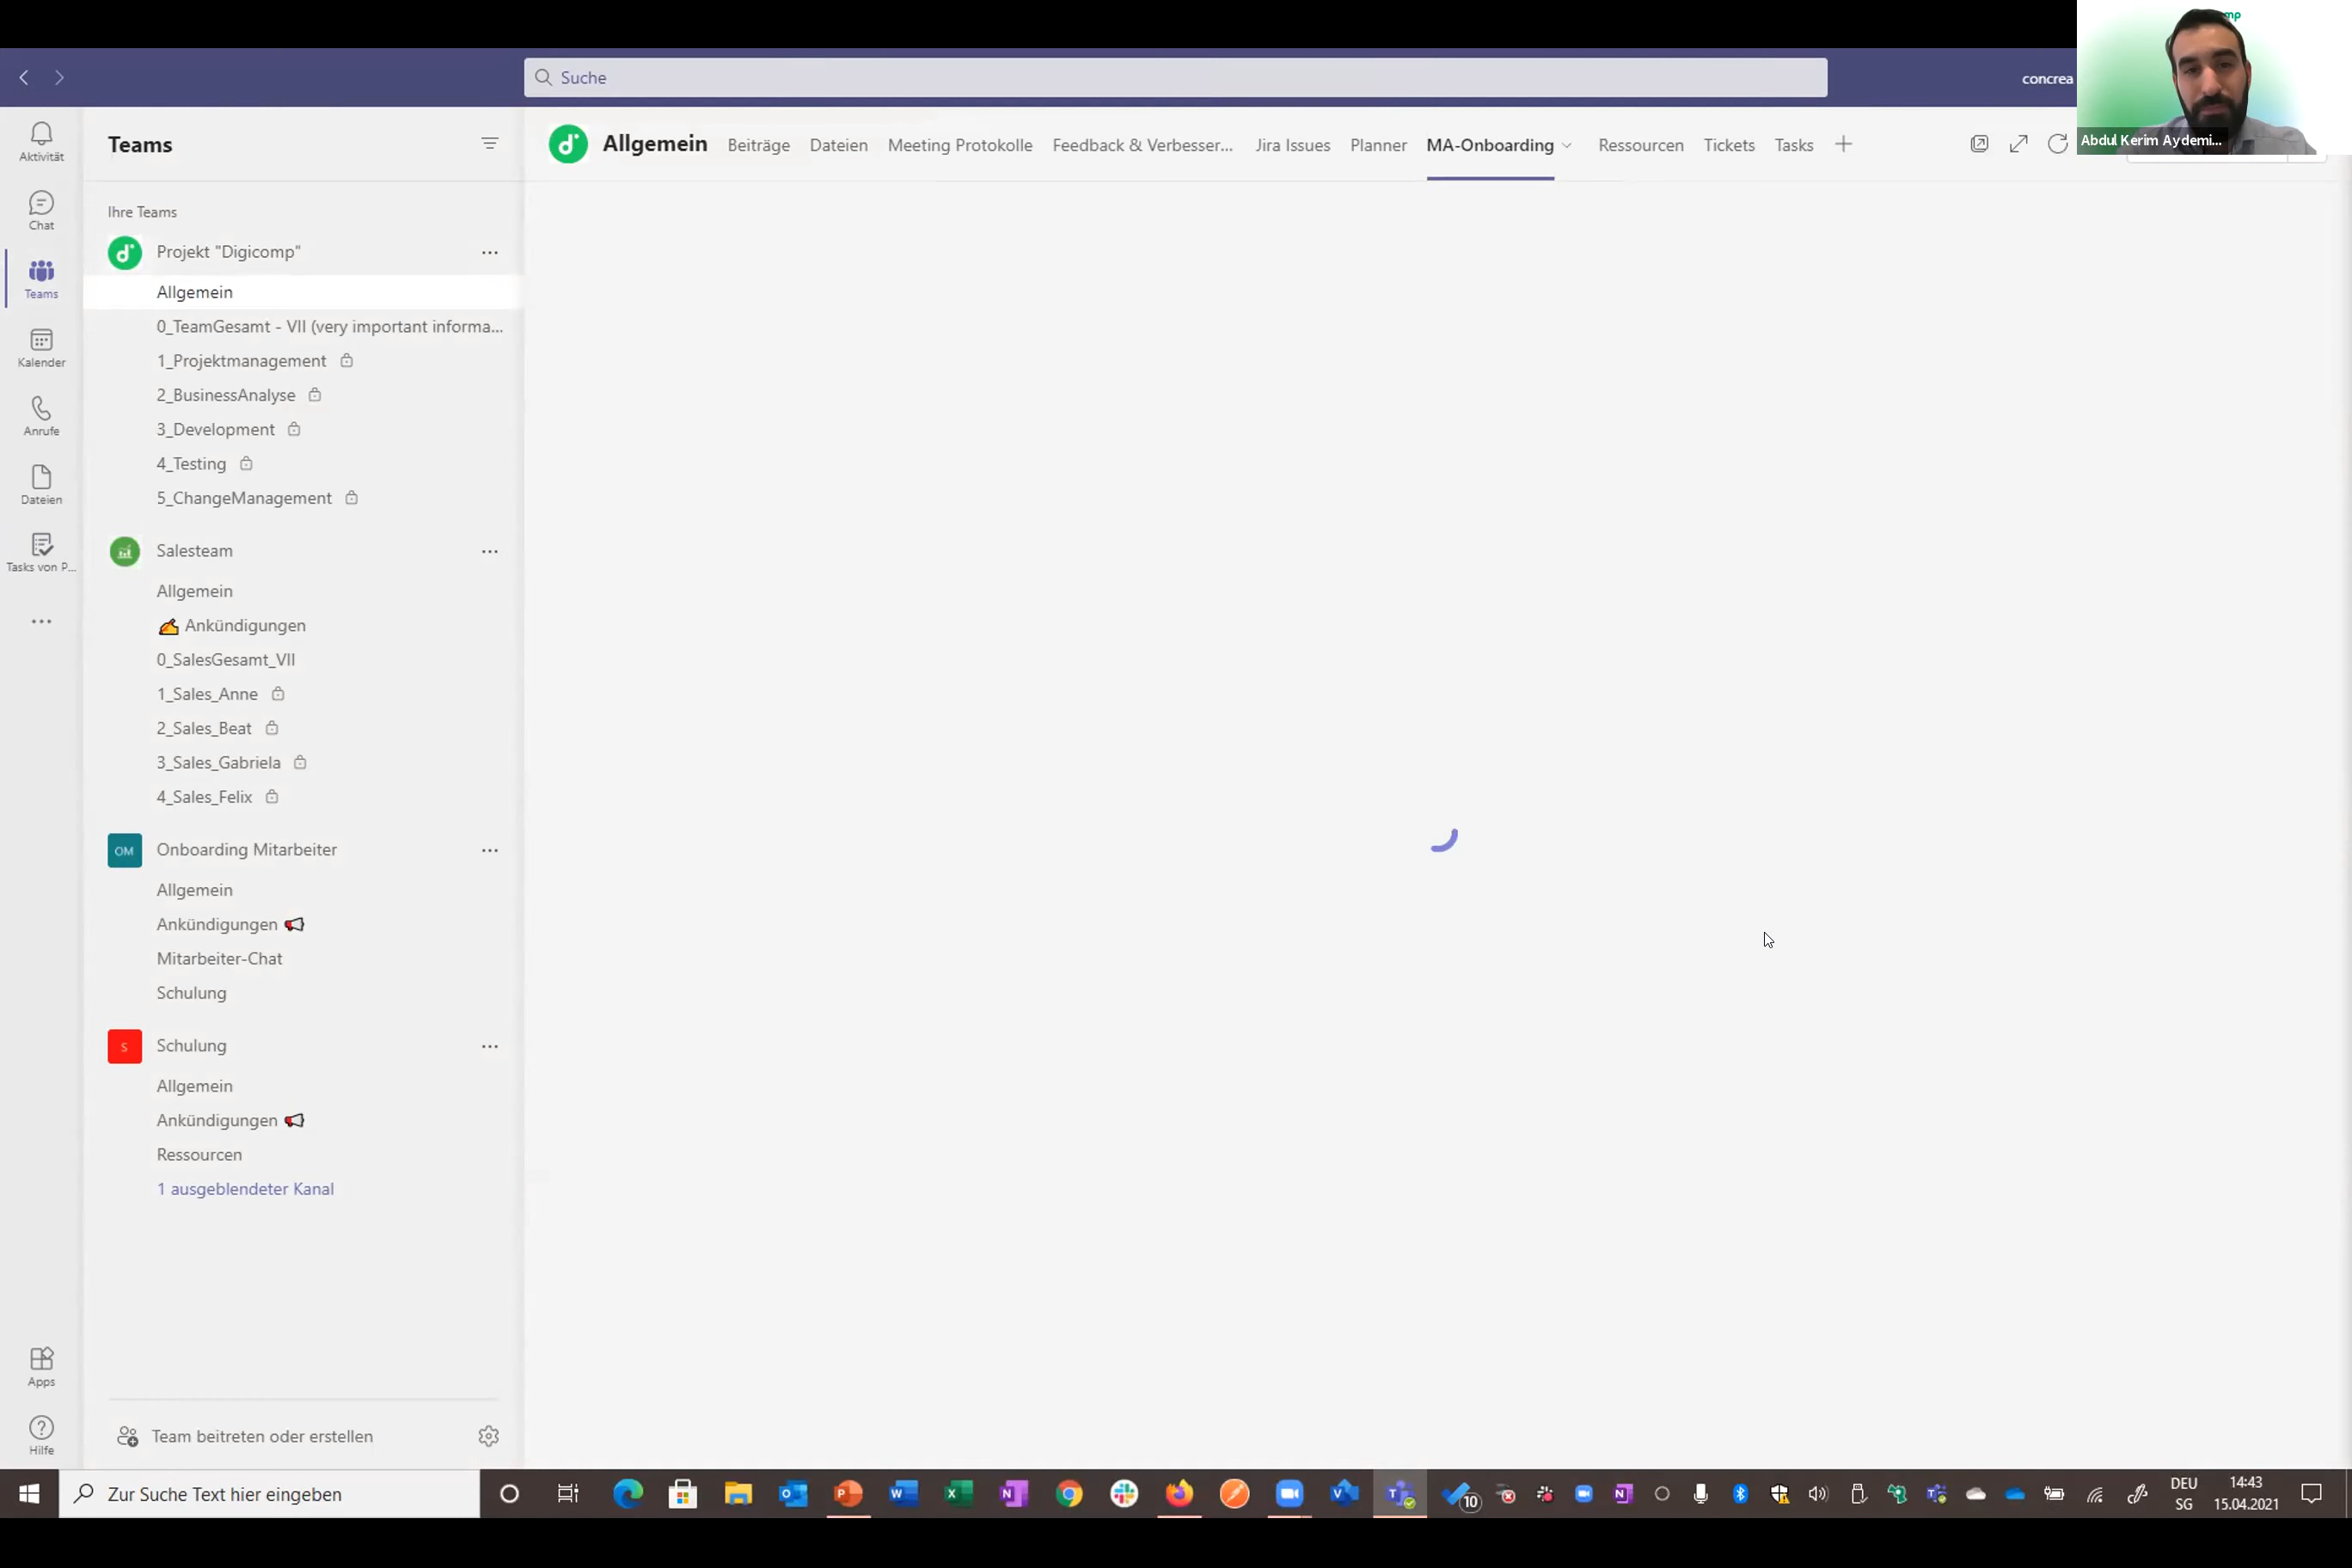 mp
Suche
concrea
Abdul Kerim Aydemi...
Aktivität
Chat
Teams
Kalender
Anrufe
Dateien
Tasks von P...
Apps
Hilfe
Teams
Ihre Teams
Projekt "Digicomp"
Allgemein
0_TeamGesamt - VII (very important informa...
1_Projektmanagement
2_BusinessAnalyse
3_Development
4_Testing
5_ChangeManagement
Salesteam
Allgemein
Ankündigungen
0_SalesGesamt_VII
1_Sales_Anne
2_Sales_Beat
3_Sales_Gabriela
4_Sales_Felix
OM Onboarding Mitarbeiter
Allgemein
Ankündigungen
Mitarbeiter-Chat
Schulung
S Schulung
Allgemein
Ankündigungen
Ressourcen
1 ausgeblendeter Kanal
Team beitreten oder erstellen
d Allgemein Beiträge Dateien Meeting Protokolle Feedback & Verbesser... Jira Issues Planner MA-Onboarding Ressourcen Tickets Tasks
Zur Suche Text hier eingeben
10
DEU
SG
14:43
15.04.2021